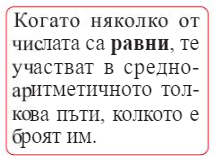 Когато няколко от
числата са равни, те
участват в средно-
аритметичното тол-
кова пъти, колкото е
броят им.